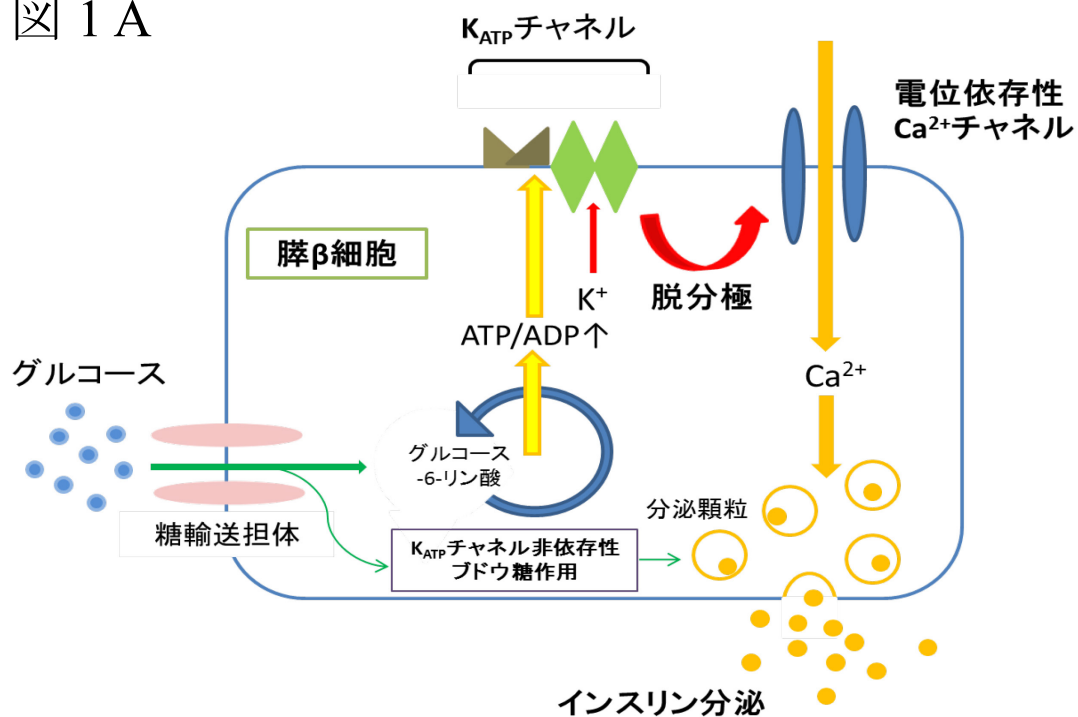 図1A
KATPチャネル
電位依存性
Ca²⁺チャネル
膵β細胞
K⁺
脱分極
ATP/ADP↑
グルコース
Ca²⁺
グルコース
-6-リン酸
分泌顆粒
糖輸送担体
KATPチャネル非依存性
ブドウ糖作用
インスリン分泌